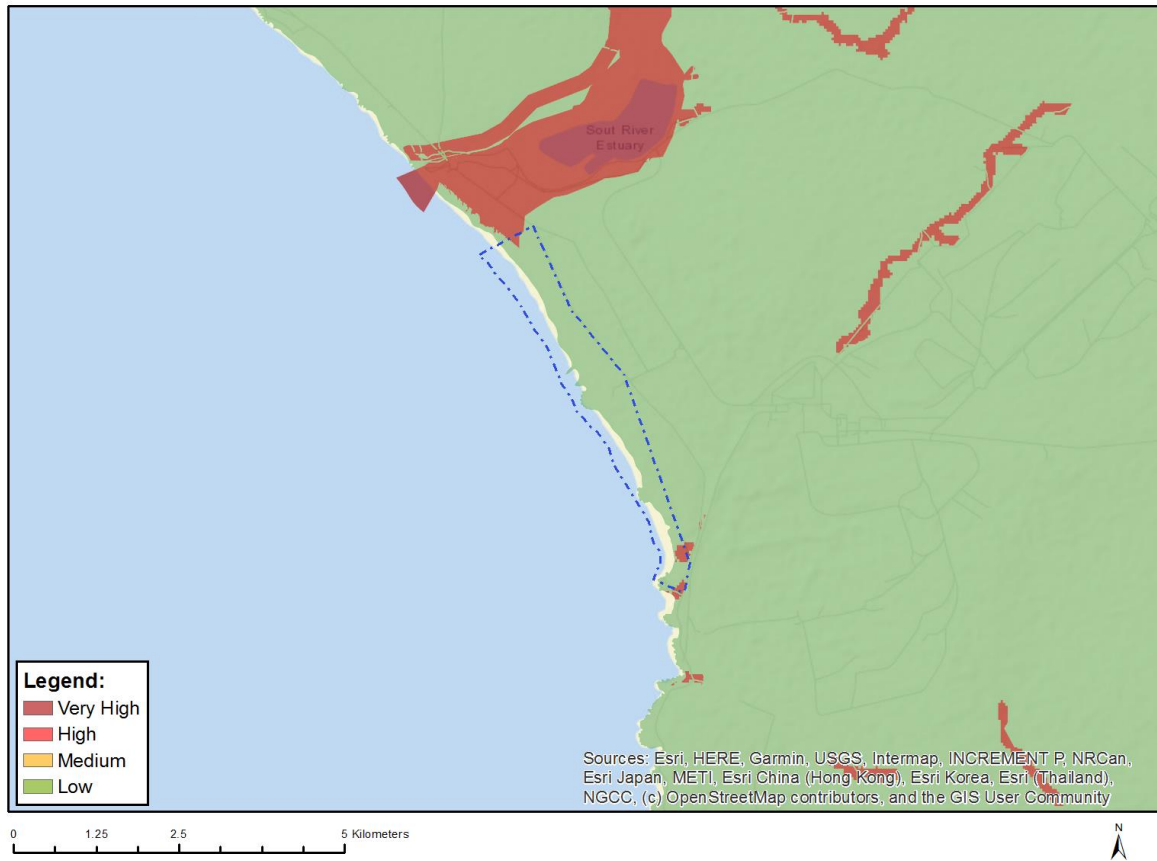 Sout River
Estuary
Legend:
Very High
High
Medium
Low
Sources: Esri, HERE, Garmin, USGS, Intermap, INCREMENT P, NRCan,
Esri Japan, METI, Esri China (Hong Kong), Esri Korea, Esri (Thailand),
NGCC, (c) OpenStreetMap contributors, and the GIS User Community
0 1.25 2.5 5 Kilometers
N